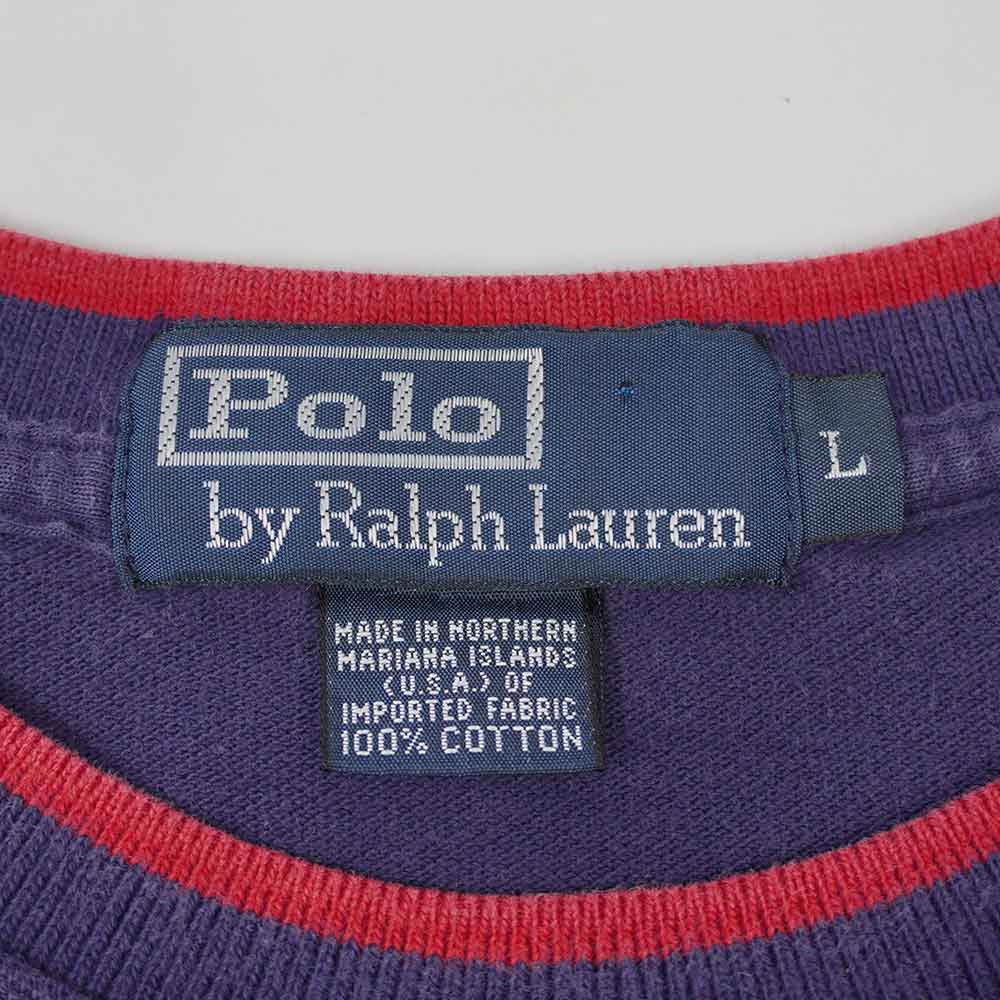 Polo
by Ralph Lauren
L
MADE IN NORTHERN
MARIANA ISLANDS
(U.S.A.) OF
IMPORTED FABRIC
100% COTTON